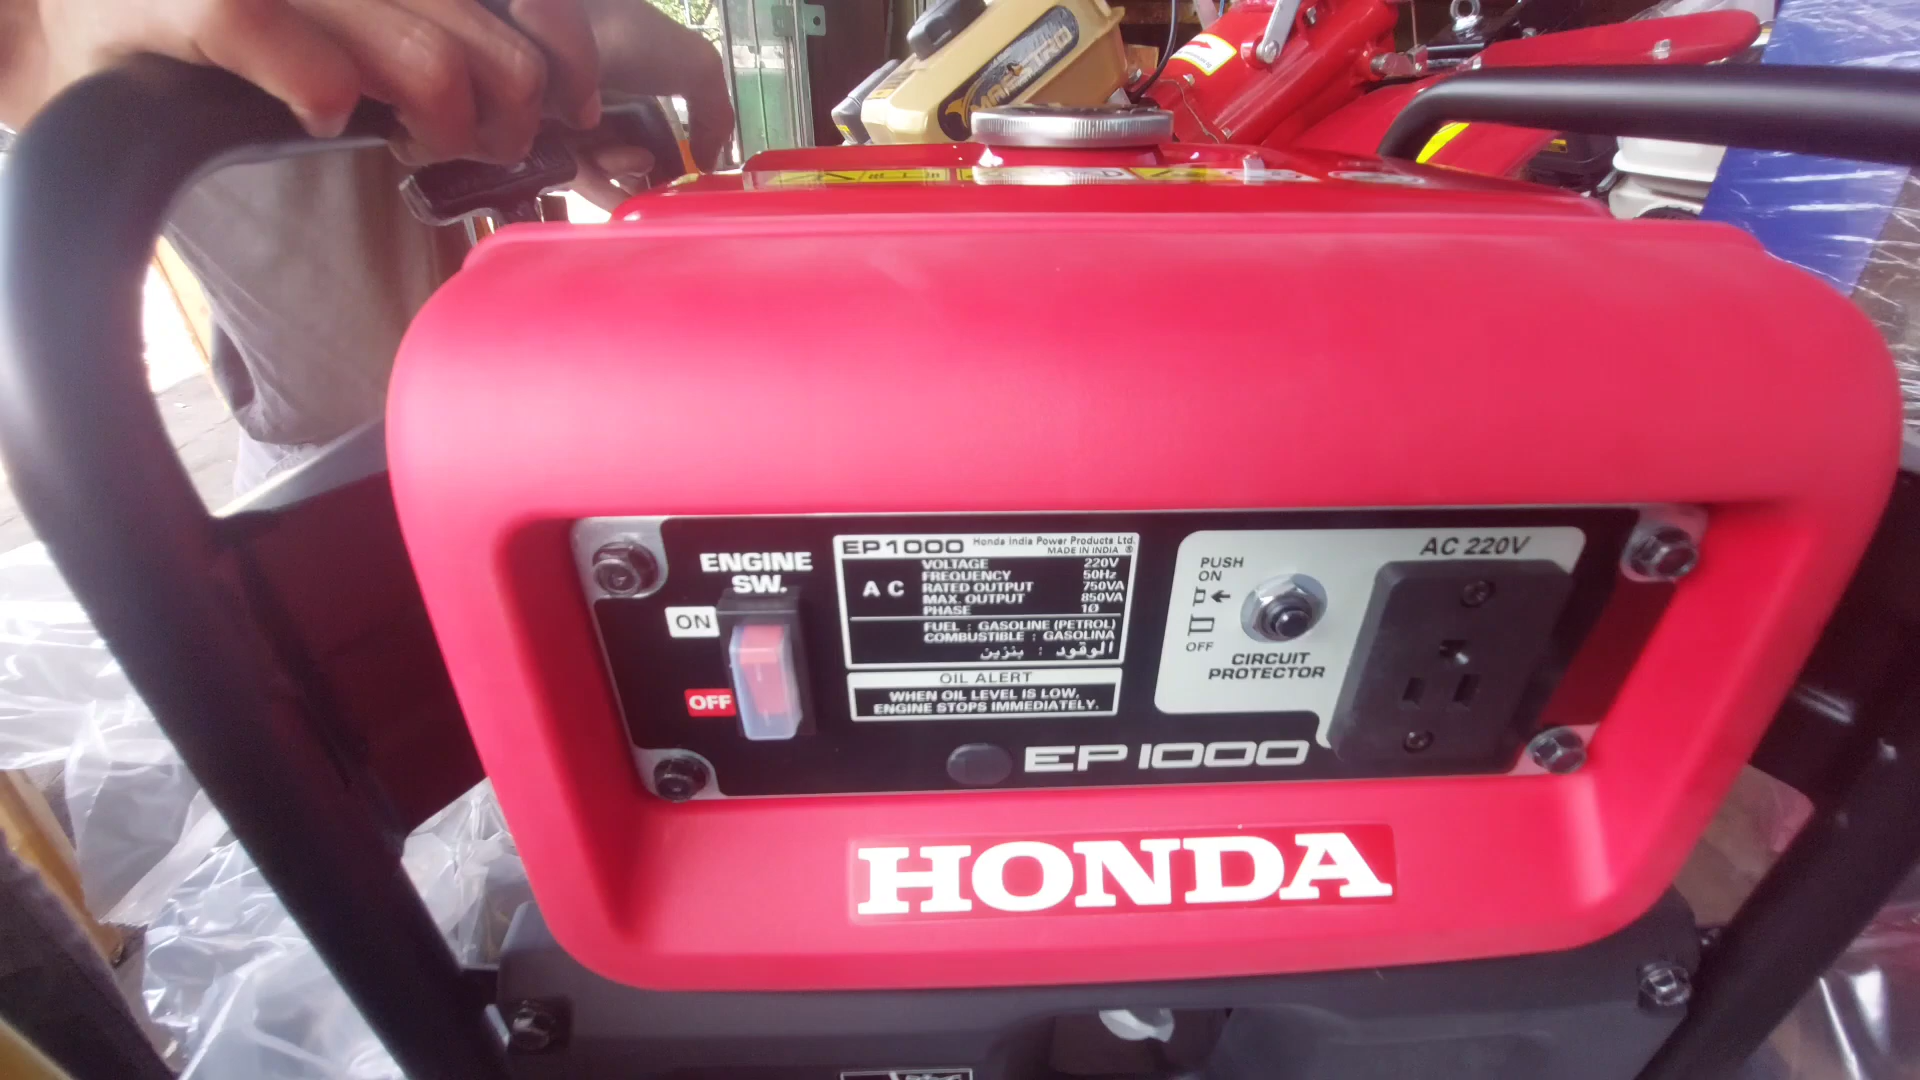 ENGINE
SW.
ON
OFF
EP1000 Honda India Power Products Ltd.
MADE IN INDIA
AC
VOLTAGE 220V
FREQUENCY 50Hz
RATED OUTPUT 750VA
MAX. OUTPUT 850VA
PHASE 1Ø
FUEL : GASOLINE (PETROL)
COMBUSTIBLE : GASOLINA
الوقود : بنزين
OIL ALERT
WHEN OIL LEVEL IS LOW,
ENGINE STOPS IMMEDIATELY.
AC 220V
PUSH
ON
OFF
CIRCUIT
PROTECTOR
EP1000
HONDA